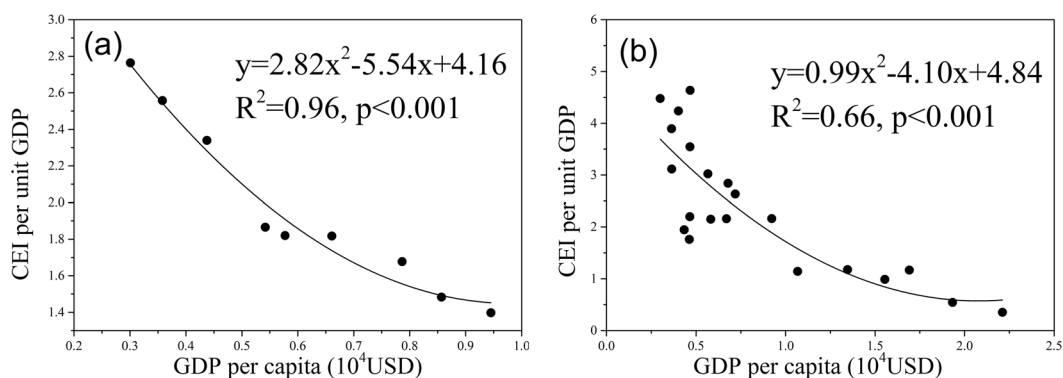 (a)
y=2.82x²-5.54x+4.16
R²=0.96, p<0.001
CEI per unit GDP
3.0
2.8
2.6
2.4
2.2
2.0
1.8
1.6
1.4
0.2 0.3 0.4 0.5 0.6 0.7 0.8 0.9 1.0
GDP per capita (10⁴USD)
(b)
y=0.99x²-4.10x+4.84
R²=0.66, p<0.001
CEI per unit GDP
6
5
4
3
2
1
0
0.0 0.5 1.0 1.5 2.0 2.5
GDP per capita (10⁴USD)